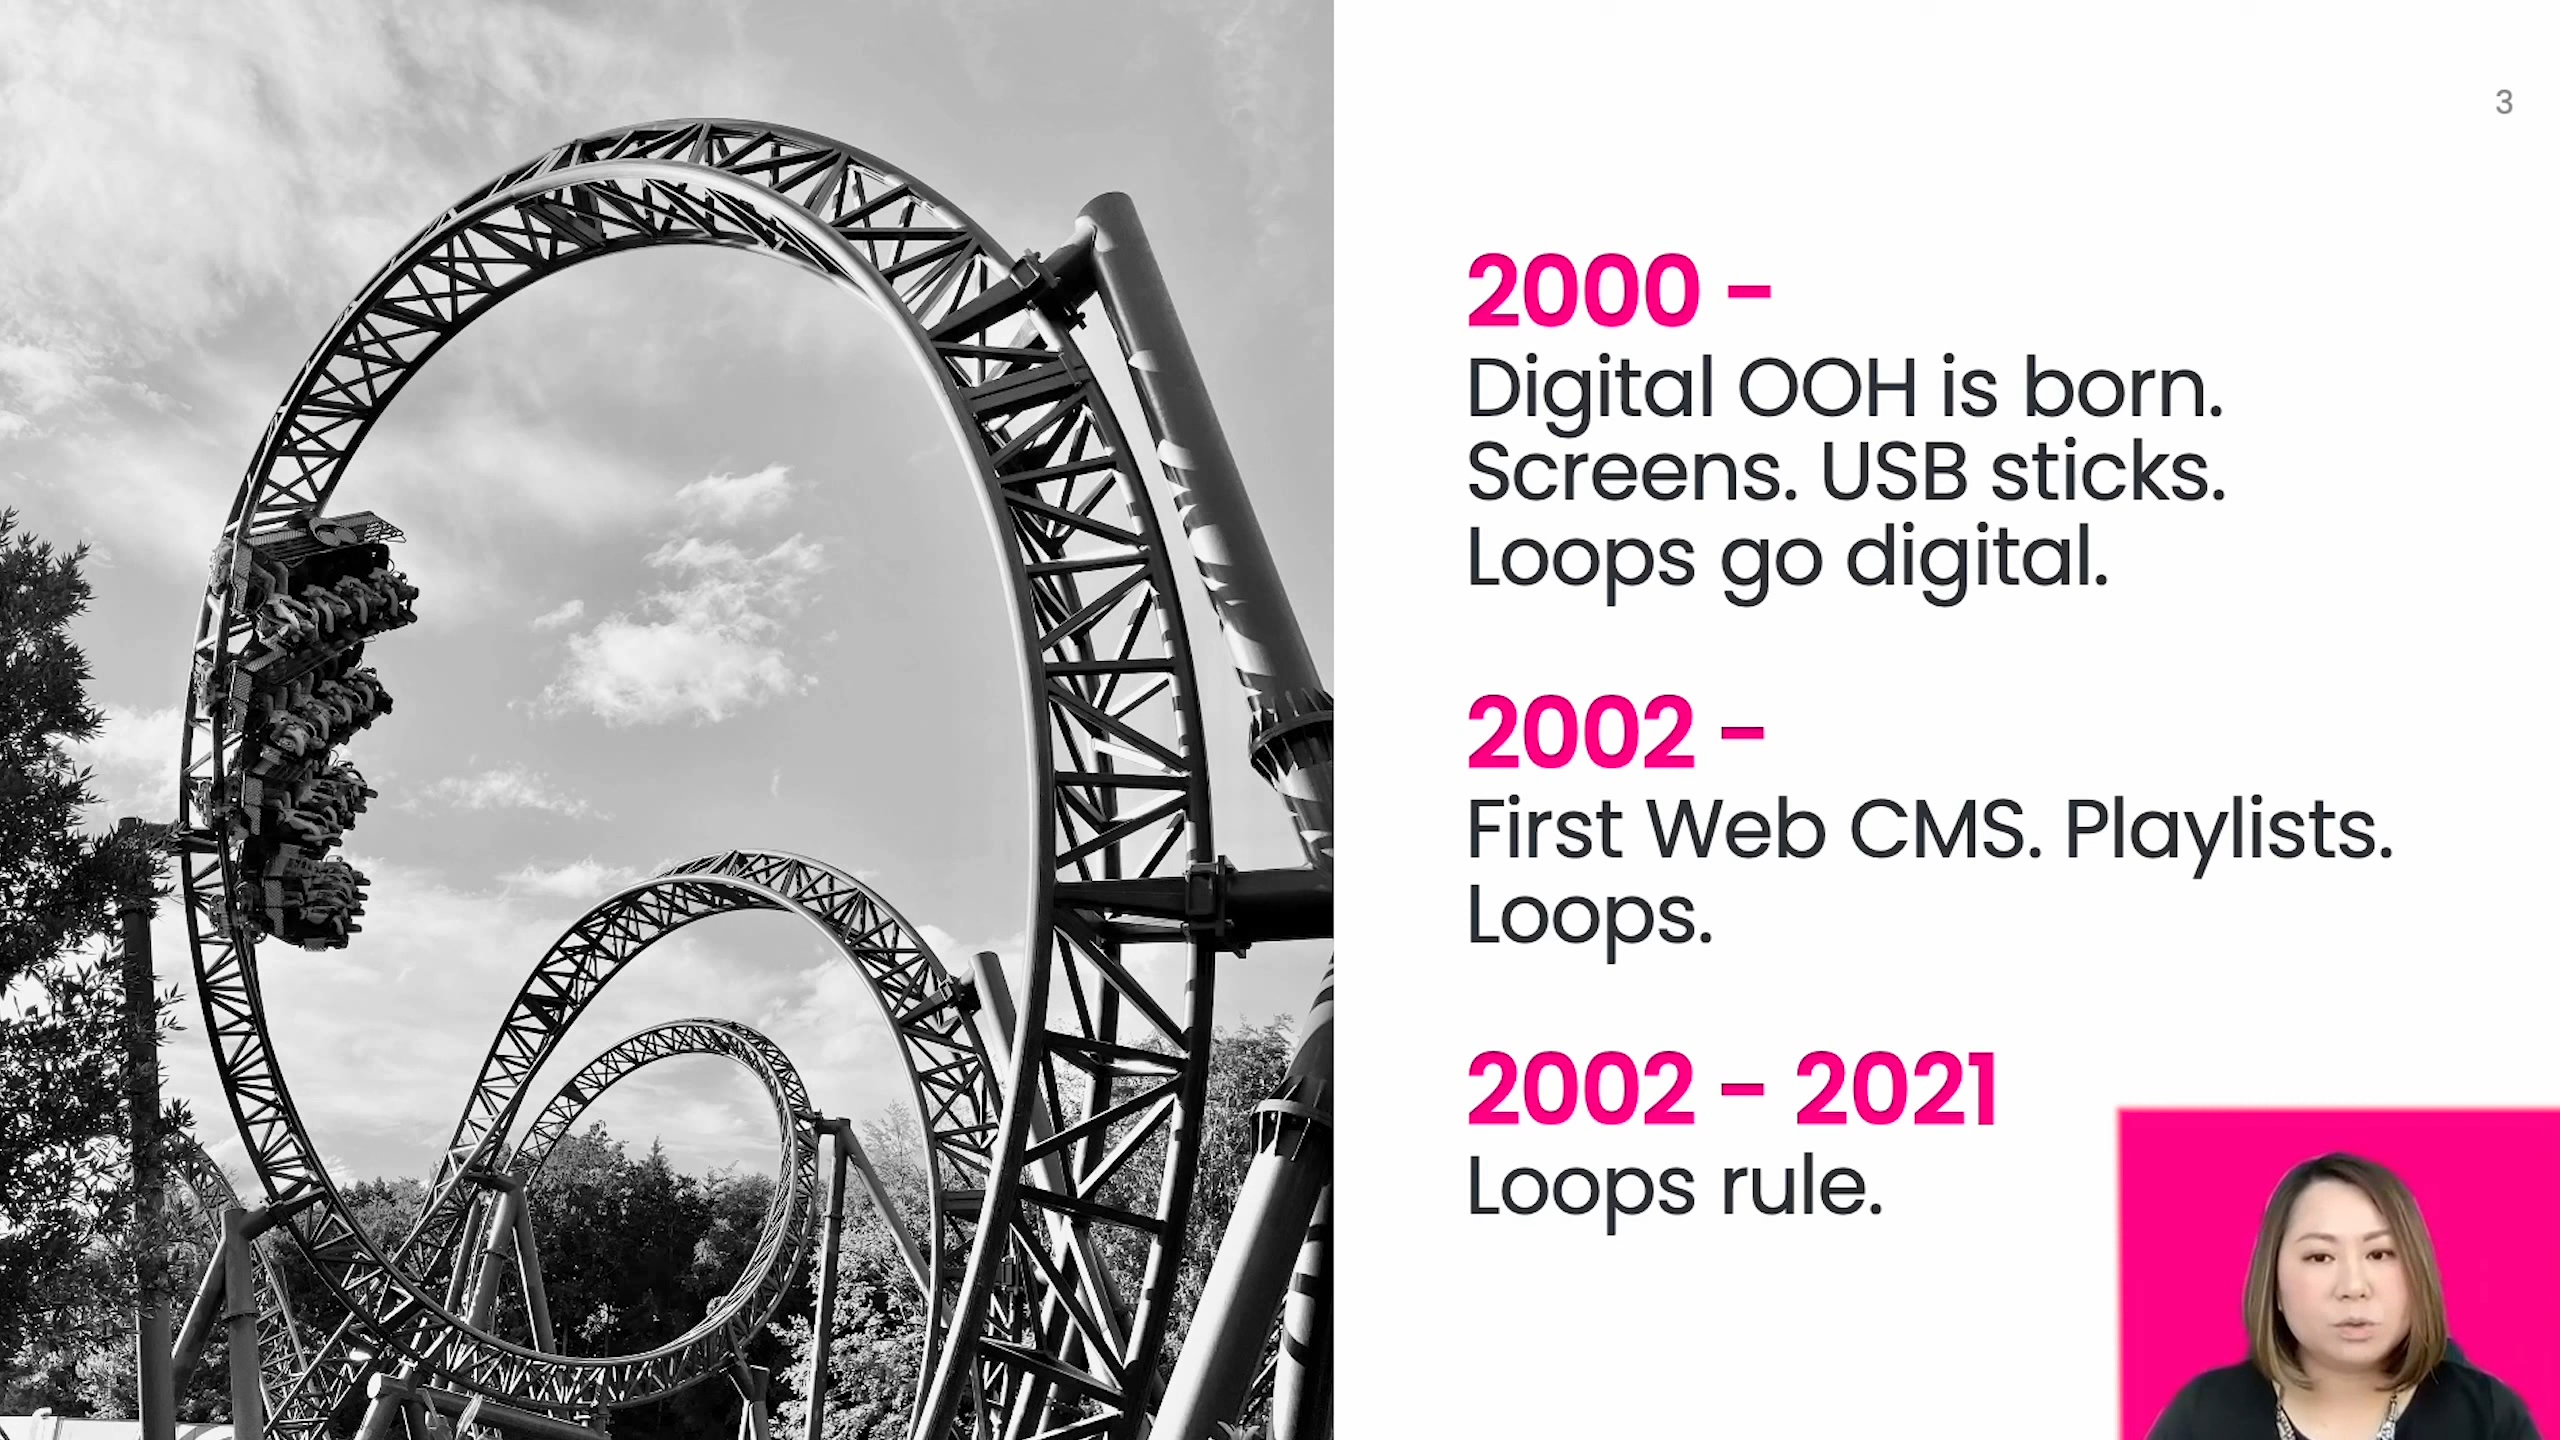 3
2000 –
Digital OOH is born.
Screens. USB sticks.
Loops go digital.
2002 –
First Web CMS. Playlists.
Loops.
2002 – 2021
Loops rule.